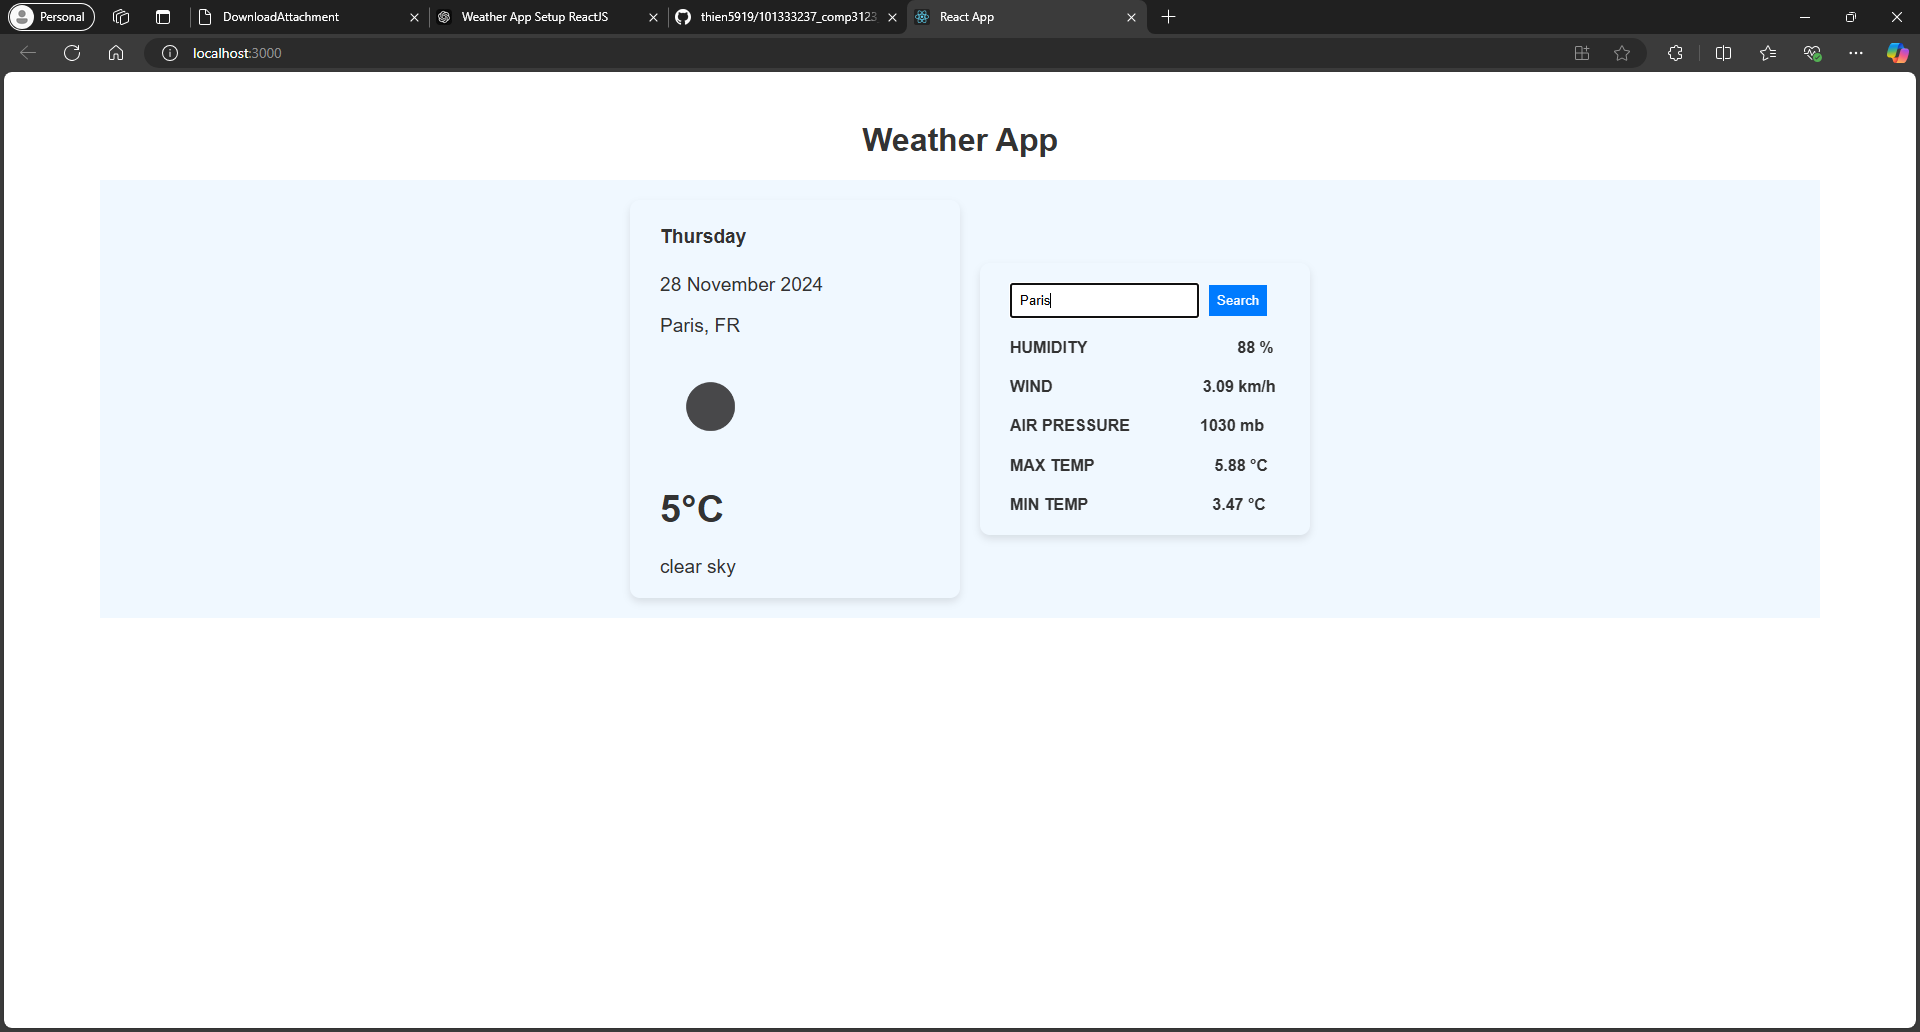 Personal
DownloadAttachment
Weather App Setup ReactJS
thien5919/101333237_comp3123
React App
localhost:3000
Weather App
Thursday
28 November 2024
Paris, FR
5°C
clear sky
Paris
Search
HUMIDITY 88 %
WIND 3.09 km/h
AIR PRESSURE 1030 mb
MAX TEMP 5.88 °C
MIN TEMP 3.47 °C